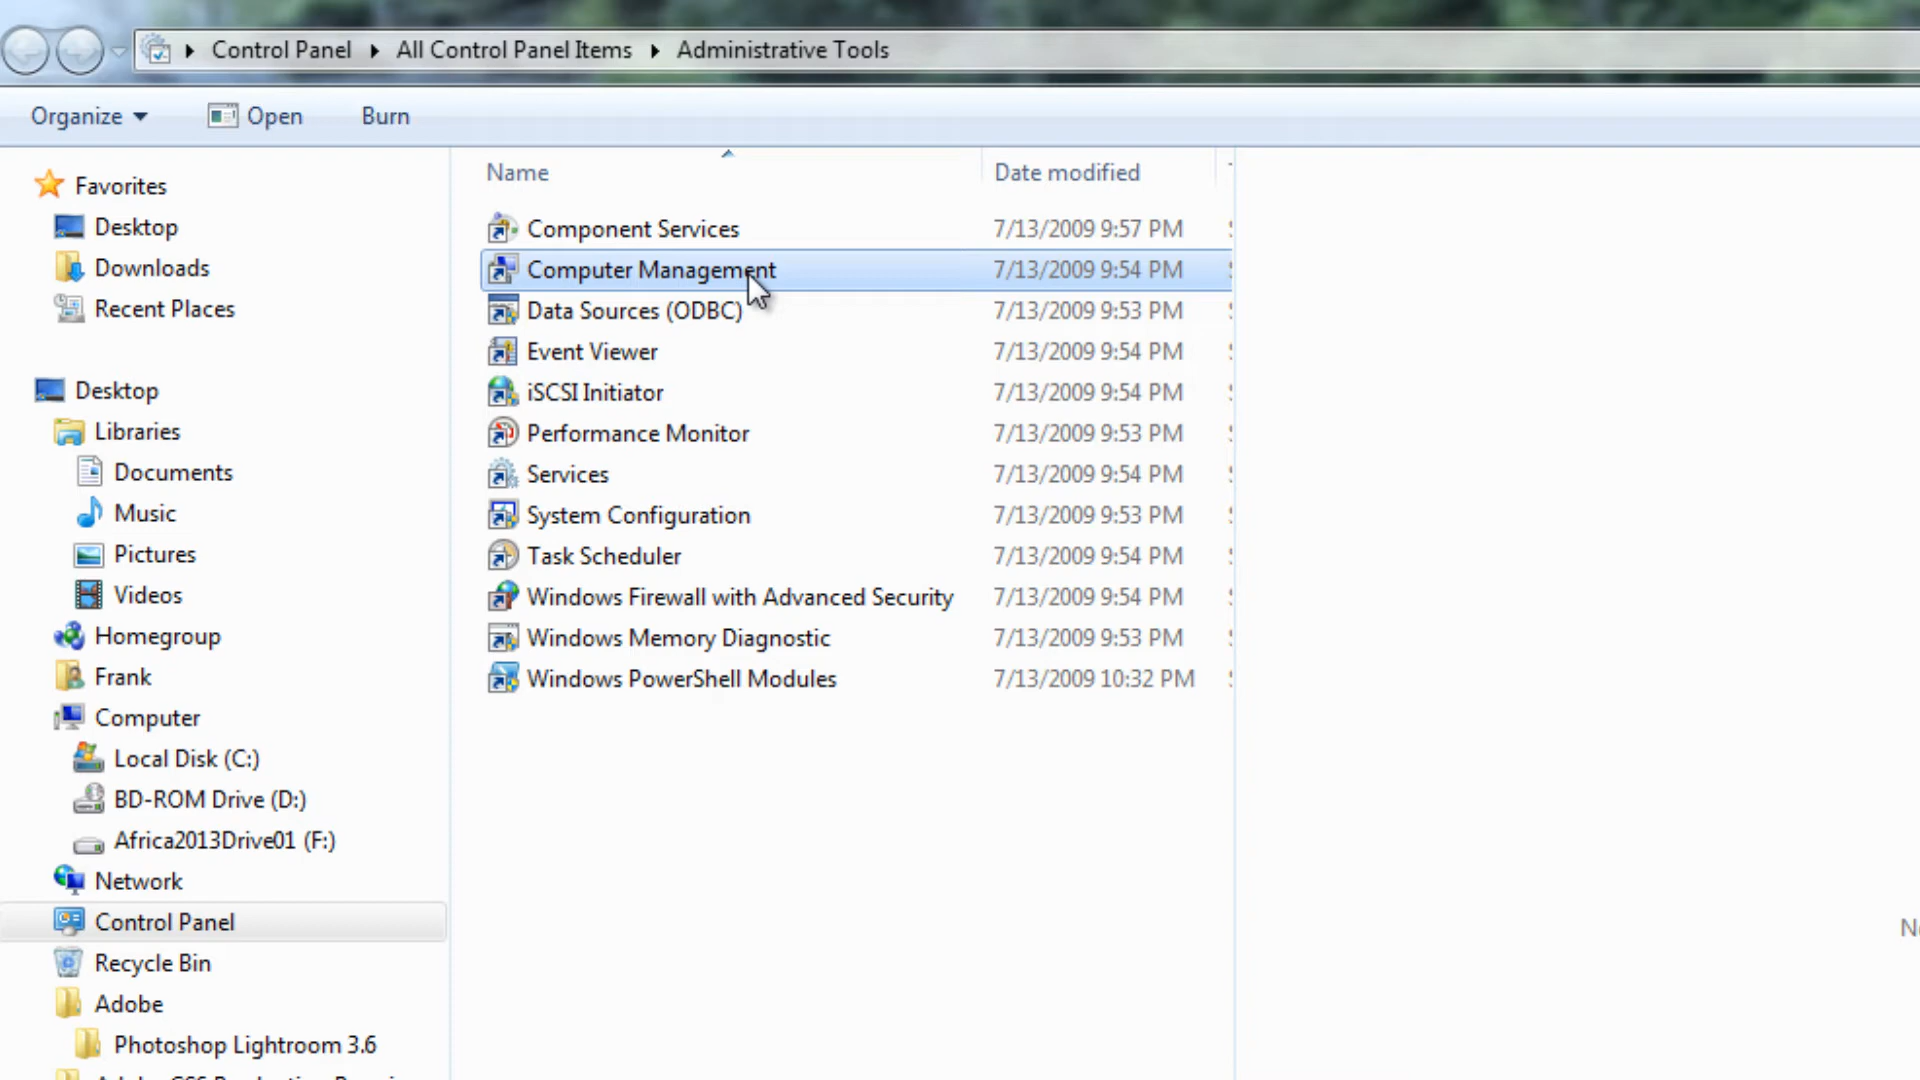 Control Panel ▸ All Control Panel Items ▸ Administrative Tools
Organize Open Burn
Name Date modified
Favorites
Desktop
Downloads
Recent Places
Desktop
Libraries
Documents
Music
Pictures
Videos
Homegroup
Frank
Computer
Local Disk (C:)
BD-ROM Drive (D:)
Africa2013Drive01 (F:)
Network
Control Panel
Recycle Bin
Adobe
Photoshop Lightroom 3.6
Component Services 7/13/2009 9:57 PM
Computer Management 7/13/2009 9:54 PM
Data Sources (ODBC) 7/13/2009 9:53 PM
Event Viewer 7/13/2009 9:54 PM
iSCSI Initiator 7/13/2009 9:54 PM
Performance Monitor 7/13/2009 9:53 PM
Services 7/13/2009 9:54 PM
System Configuration 7/13/2009 9:53 PM
Task Scheduler 7/13/2009 9:54 PM
Windows Firewall with Advanced Security 7/13/2009 9:54 PM
Windows Memory Diagnostic 7/13/2009 9:53 PM
Windows PowerShell Modules 7/13/2009 10:32 PM